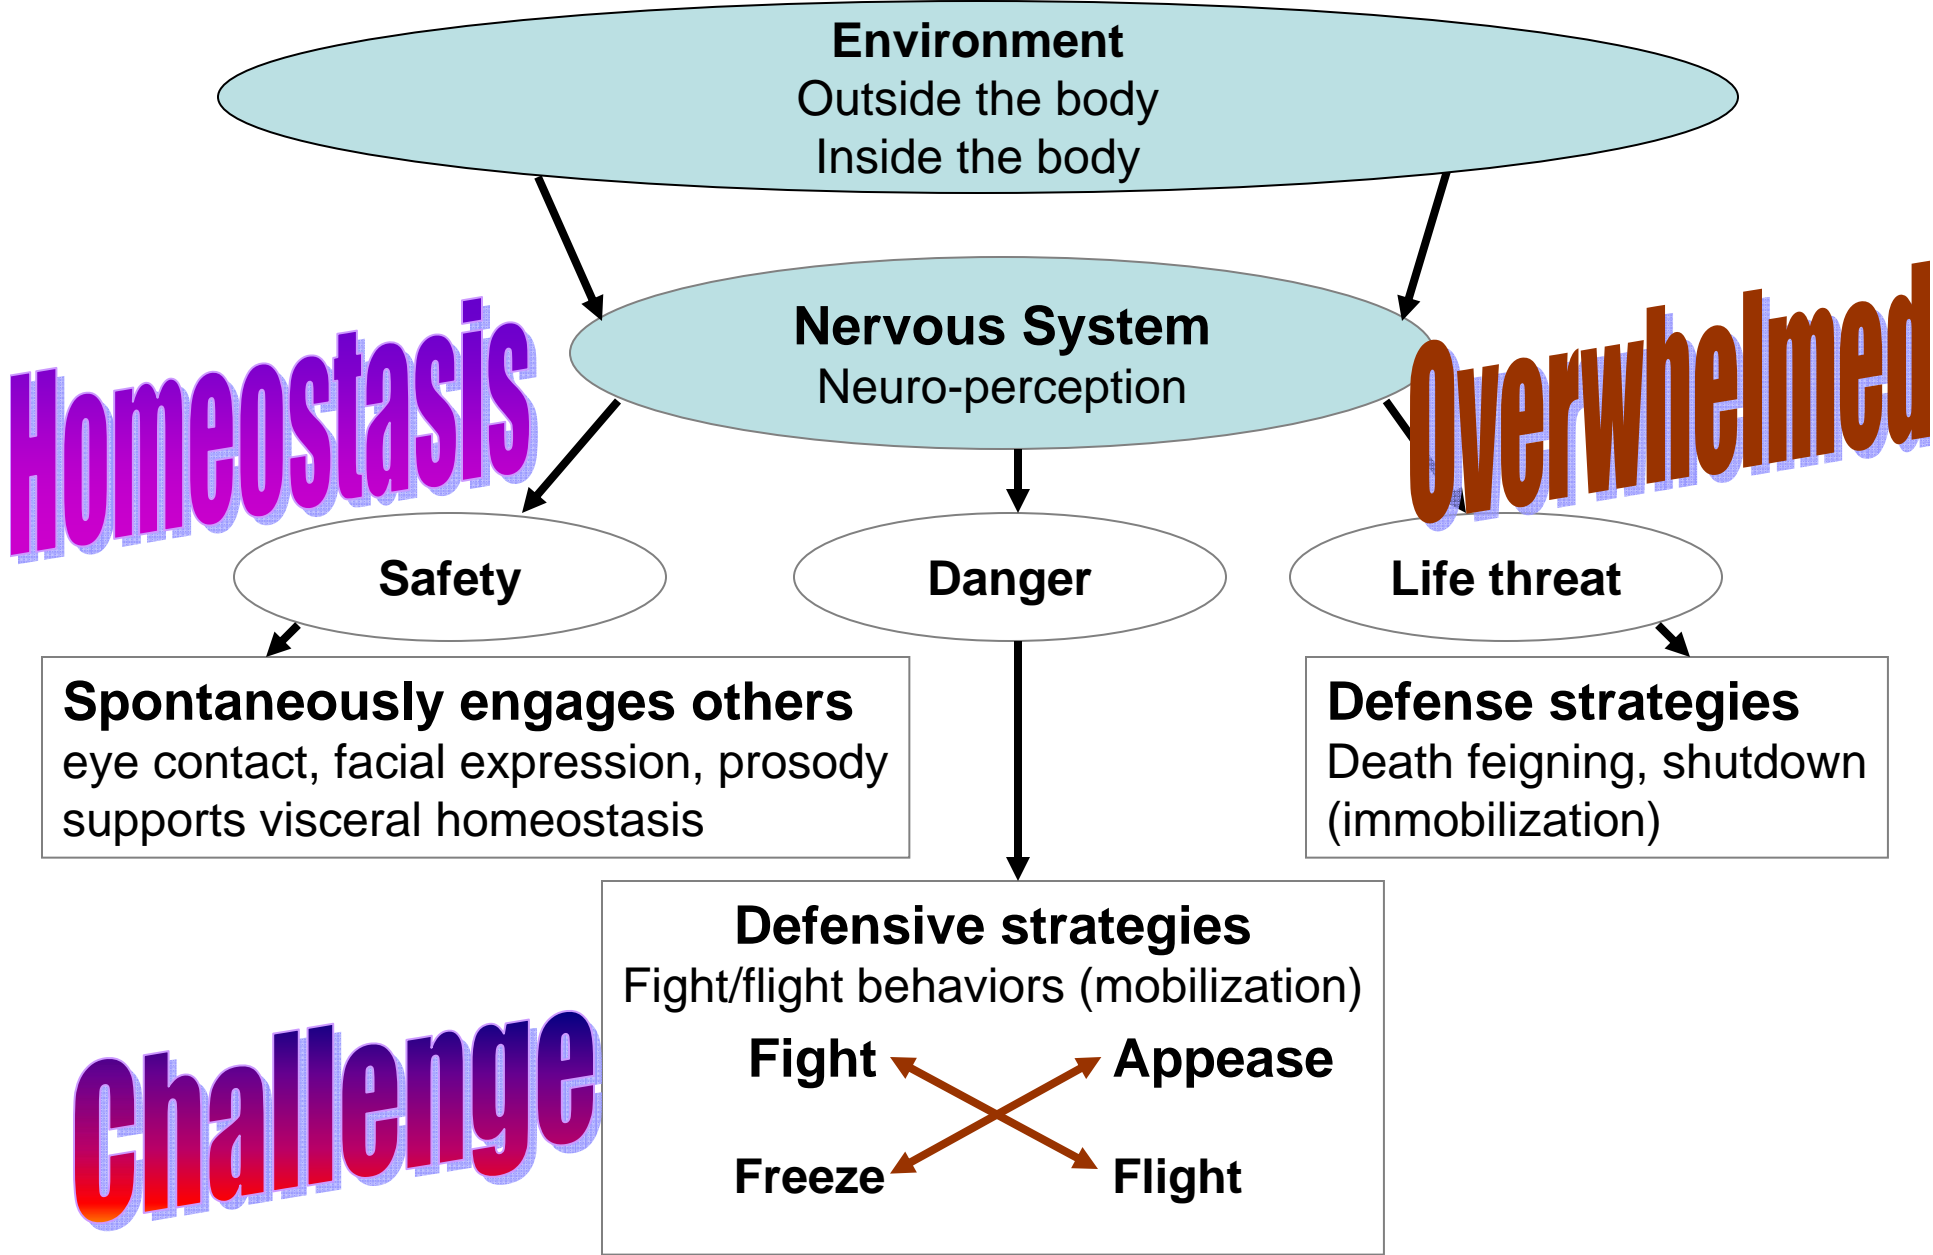 Environment
Outside the body
Inside the body
Homeostasis
Nervous System
Neuro-perception
Overwhelmed
Safety
Danger
Life threat
Spontaneously engages others
eye contact, facial expression, prosody
supports visceral homeostasis
Defense strategies
Death feigning, shutdown
(immobilization)
Challenge
Defensive strategies
Fight/flight behaviors (mobilization)
Fight Appease
Freeze Flight